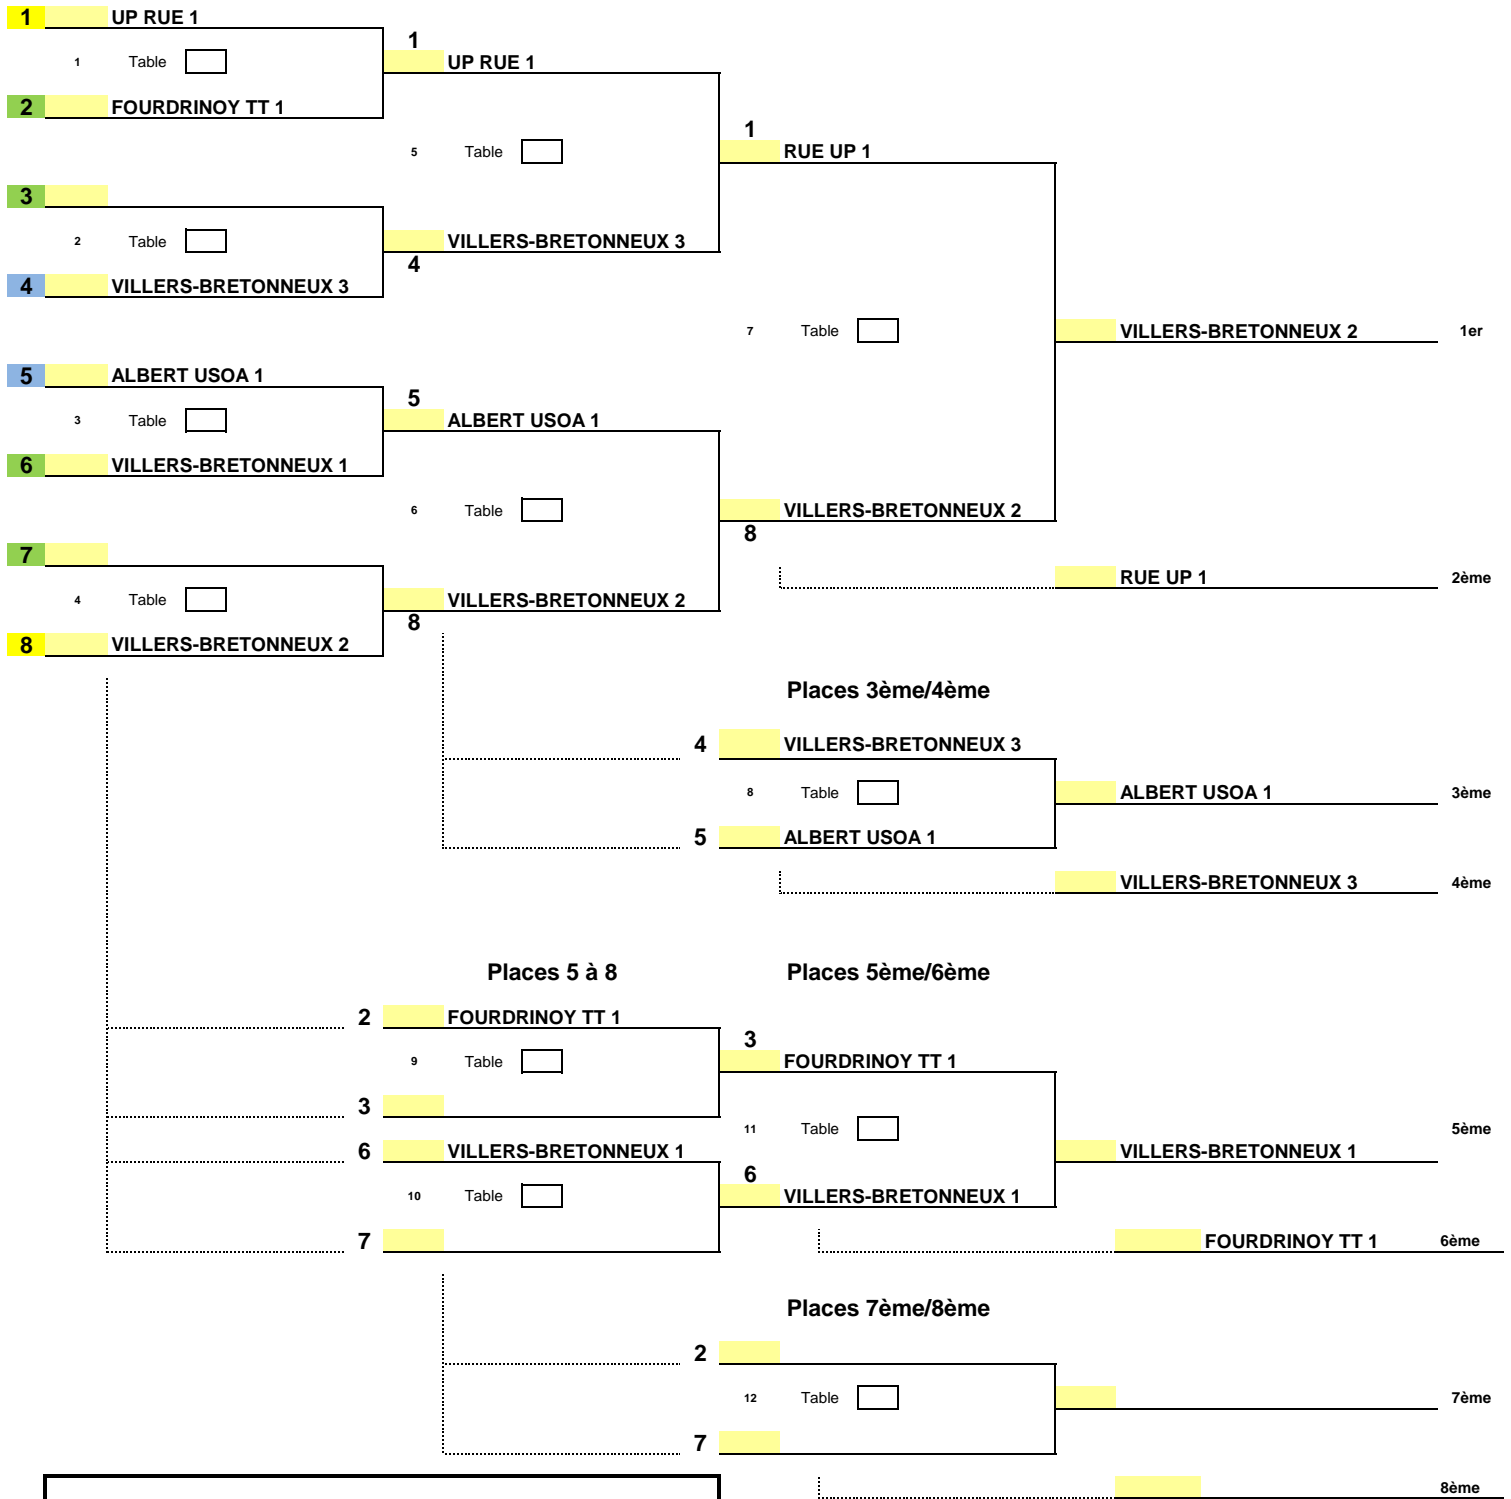 1 UP RUE 1
1
1 Table
UP RUE 1
2 FOURDRINOY TT 1
1
5 Table
RUE UP 1
3
2 Table
VILLERS-BRETONNEUX 3
4
4 VILLERS-BRETONNEUX 3
7 Table
VILLERS-BRETONNEUX 2 1er
5 ALBERT USOA 1
5
3 Table
ALBERT USOA 1
6 VILLERS-BRETONNEUX 1
6 Table
VILLERS-BRETONNEUX 2
8
7
RUE UP 1 2ème
4 Table
VILLERS-BRETONNEUX 2
8
8 VILLERS-BRETONNEUX 2
Places 3ème/4ème
4 VILLERS-BRETONNEUX 3
8 Table
ALBERT USOA 1 3ème
5 ALBERT USOA 1
VILLERS-BRETONNEUX 3 4ème
Places 5 à 8 Places 5ème/6ème
2 FOURDRINOY TT 1
3
9 Table
FOURDRINOY TT 1
3
11 Table
5ème
6 VILLERS-BRETONNEUX 1
VILLERS-BRETONNEUX 1
6
10 Table
VILLERS-BRETONNEUX 1
7
FOURDRINOY TT 1 6ème
Places 7ème/8ème
2
12 Table
7ème
7
8ème